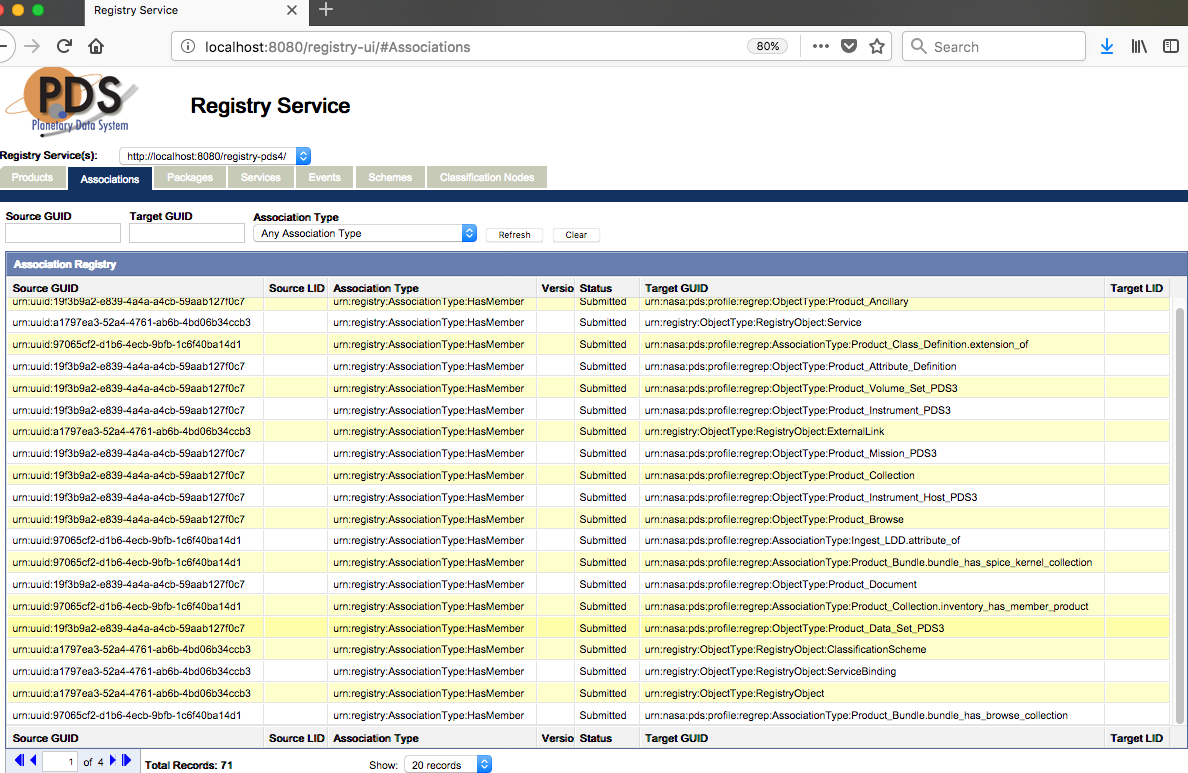 Registry Service
localhost:8080/registry-ui/#Associations 80% Search
PDS
Planetary Data System
Registry Service
Registry Service(s): http://localhost:8080/registry-pds4/
Products Associations Packages Services Events Schemes Classification Nodes
Source GUID Target GUID Association Type
Any Association Type Refresh Clear
Association Registry
Source GUID Source LID Association Type Versio Status Target GUID Target LID
urn:uuid:19f3b9a2-e839-4a4a-a4cb-59aab127f0c7 urn:registry:AssociationType:HasMember Submitted urn:nasa:pds:profile:regrep:ObjectType:Product_Ancillary
urn:uuid:a1797ea3-52a4-4761-ab6b-4bd06b34ccb3 urn:registry:AssociationType:HasMember Submitted urn:registry:ObjectType:RegistryObject:Service
urn:uuid:97065cf2-d1b6-4ecb-9bfb-1c6f40ba14d1 urn:registry:AssociationType:HasMember Submitted urn:nasa:pds:profile:regrep:AssociationType:Product_Class_Definition.extension_of
urn:uuid:19f3b9a2-e839-4a4a-a4cb-59aab127f0c7 urn:registry:AssociationType:HasMember Submitted urn:nasa:pds:profile:regrep:ObjectType:Product_Attribute_Definition
urn:uuid:19f3b9a2-e839-4a4a-a4cb-59aab127f0c7 urn:registry:AssociationType:HasMember Submitted urn:nasa:pds:profile:regrep:ObjectType:Product_Volume_Set_PDS3
urn:uuid:19f3b9a2-e839-4a4a-a4cb-59aab127f0c7 urn:registry:AssociationType:HasMember Submitted urn:nasa:pds:profile:regrep:ObjectType:Product_Instrument_PDS3
urn:uuid:a1797ea3-52a4-4761-ab6b-4bd06b34ccb3 urn:registry:AssociationType:HasMember Submitted urn:registry:ObjectType:RegistryObject:ExternalLink
urn:uuid:19f3b9a2-e839-4a4a-a4cb-59aab127f0c7 urn:registry:AssociationType:HasMember Submitted urn:nasa:pds:profile:regrep:ObjectType:Product_Mission_PDS3
urn:uuid:19f3b9a2-e839-4a4a-a4cb-59aab127f0c7 urn:registry:AssociationType:HasMember Submitted urn:nasa:pds:profile:regrep:ObjectType:Product_Collection
urn:uuid:19f3b9a2-e839-4a4a-a4cb-59aab127f0c7 urn:registry:AssociationType:HasMember Submitted urn:nasa:pds:profile:regrep:ObjectType:Product_Instrument_Host_PDS3
urn:uuid:19f3b9a2-e839-4a4a-a4cb-59aab127f0c7 urn:registry:AssociationType:HasMember Submitted urn:nasa:pds:profile:regrep:ObjectType:Product_Browse
urn:uuid:97065cf2-d1b6-4ecb-9bfb-1c6f40ba14d1 urn:registry:AssociationType:HasMember Submitted urn:nasa:pds:profile:regrep:AssociationType:Ingest_LDD.attribute_of
urn:uuid:97065cf2-d1b6-4ecb-9bfb-1c6f40ba14d1 urn:registry:AssociationType:HasMember Submitted urn:nasa:pds:profile:regrep:AssociationType:Product_Bundle.bundle_has_spice_kernel_collection
urn:uuid:19f3b9a2-e839-4a4a-a4cb-59aab127f0c7 urn:registry:AssociationType:HasMember Submitted urn:nasa:pds:profile:regrep:ObjectType:Product_Document
urn:uuid:97065cf2-d1b6-4ecb-9bfb-1c6f40ba14d1 urn:registry:AssociationType:HasMember Submitted urn:nasa:pds:profile:regrep:AssociationType:Product_Collection.inventory_has_member_product
urn:uuid:19f3b9a2-e839-4a4a-a4cb-59aab127f0c7 urn:registry:AssociationType:HasMember Submitted urn:nasa:pds:profile:regrep:ObjectType:Product_Data_Set_PDS3
urn:uuid:a1797ea3-52a4-4761-ab6b-4bd06b34ccb3 urn:registry:AssociationType:HasMember Submitted urn:registry:ObjectType:RegistryObject:ClassificationScheme
urn:uuid:a1797ea3-52a4-4761-ab6b-4bd06b34ccb3 urn:registry:AssociationType:HasMember Submitted urn:registry:ObjectType:RegistryObject:ServiceBinding
urn:uuid:a1797ea3-52a4-4761-ab6b-4bd06b34ccb3 urn:registry:AssociationType:HasMember Submitted urn:registry:ObjectType:RegistryObject
urn:uuid:97065cf2-d1b6-4ecb-9bfb-1c6f40ba14d1 urn:registry:AssociationType:HasMember Submitted urn:nasa:pds:profile:regrep:AssociationType:Product_Bundle.bundle_has_browse_collection
Source GUID Source LID Association Type Versio Status Target GUID Target LID
1 of 4 Total Records: 71 Show: 20 records